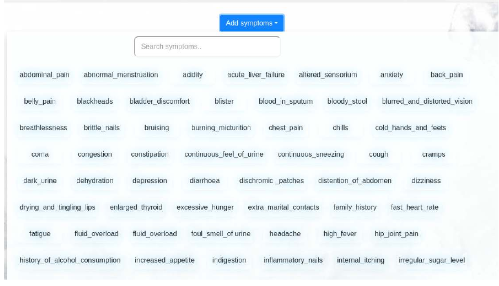 Add symptoms
Search symptoms..
abdominal_pain abnormal_menstruation acidity acute_liver_failure altered_sensorium anxiety back_pain
belly_pain blackheads bladder_discomfort blister blood_in_sputum bloody_stool blurred_and_distorted_vision
breathlessness brittle_nails bruising burning_micturition chest_pain chills cold_hands_and_feets
coma congestion constipation continuous_feel_of_urine continuous_sneezing cough cramps
dark_urine dehydration depression diarrhoea dischromic _patches distention_of_abdomen dizziness
drying_and_tingling_lips enlarged_thyroid excessive_hunger extra_marital_contacts family_history fast_heart_rate
fatigue fluid_overload fluid_overload foul_smell_of urine headache high_fever hip_joint_pain
history_of_alcohol_consumption increased_appetite indigestion inflammatory_nails internal_itching irregular_sugar_level